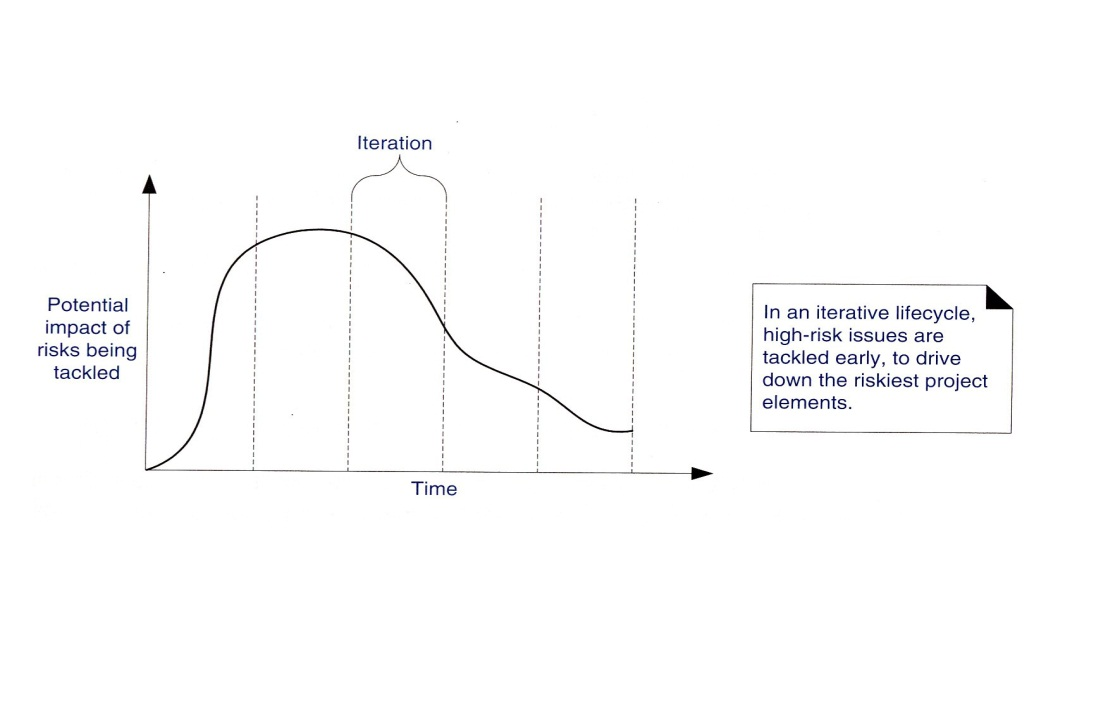 Iteration
Potential
impact of
risks being
tackled
Time
In an iterative lifecycle,
high-risk issues are
tackled early, to drive
down the riskiest project
elements.